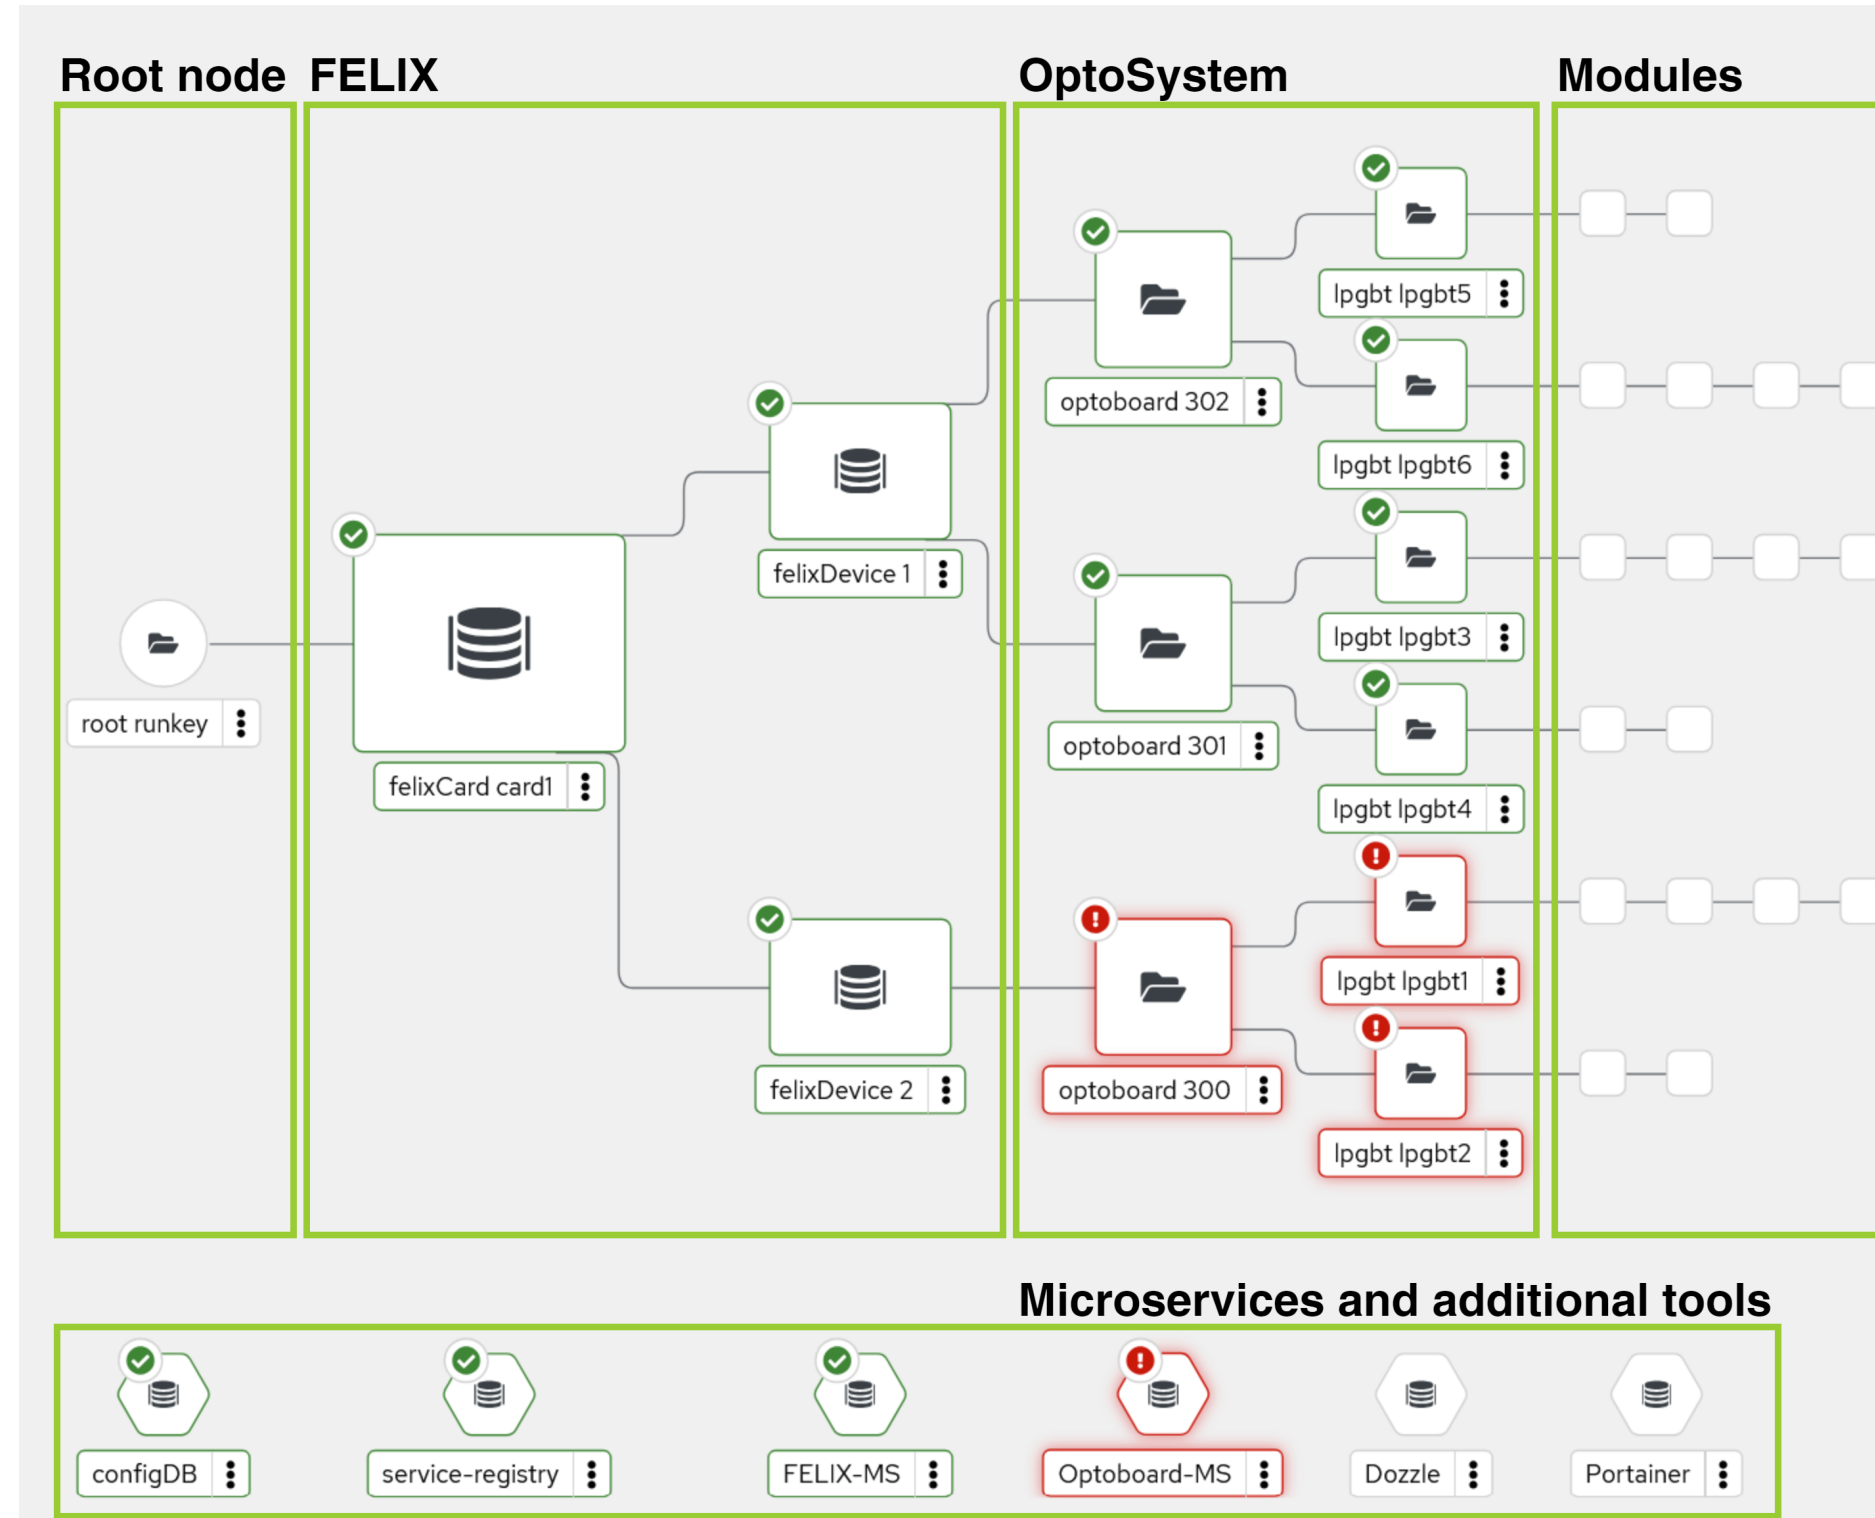 Root node
FELIX
OptoSystem
Modules
lpgbt lpgbt5
optoboard 302
lpgbt lpgbt6
felixDevice 1
lpgbt lpgbt3
root runkey
optoboard 301
felixCard card1
lpgbt lpgbt4
lpgbt lpgbt1
felixDevice 2
optoboard 300
lpgbt lpgbt2
Microservices and additional tools
configDB
service-registry
FELIX-MS
Optoboard-MS
Dozzle
Portainer